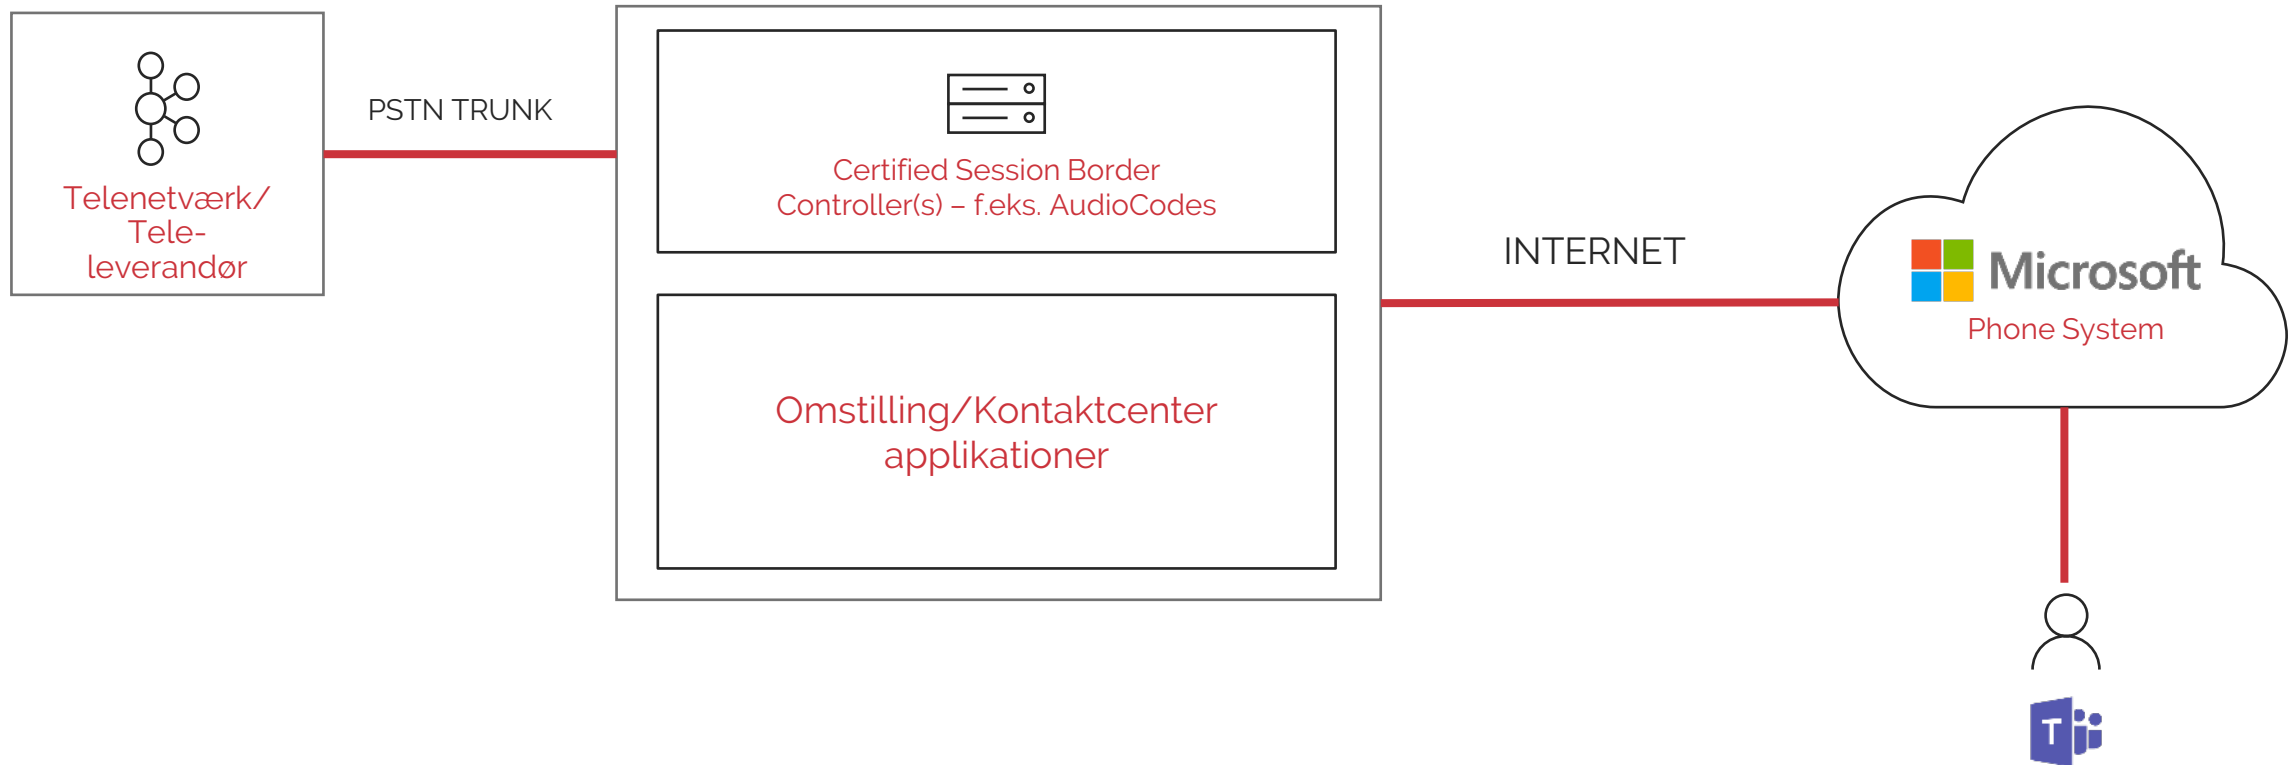 Telenetværk/
Tele-
leverandør
PSTN TRUNK
Certified Session Border
Controller(s) – f.eks. AudioCodes
Omstilling/Kontaktcenter
applikationer
INTERNET
Microsoft
Phone System
T